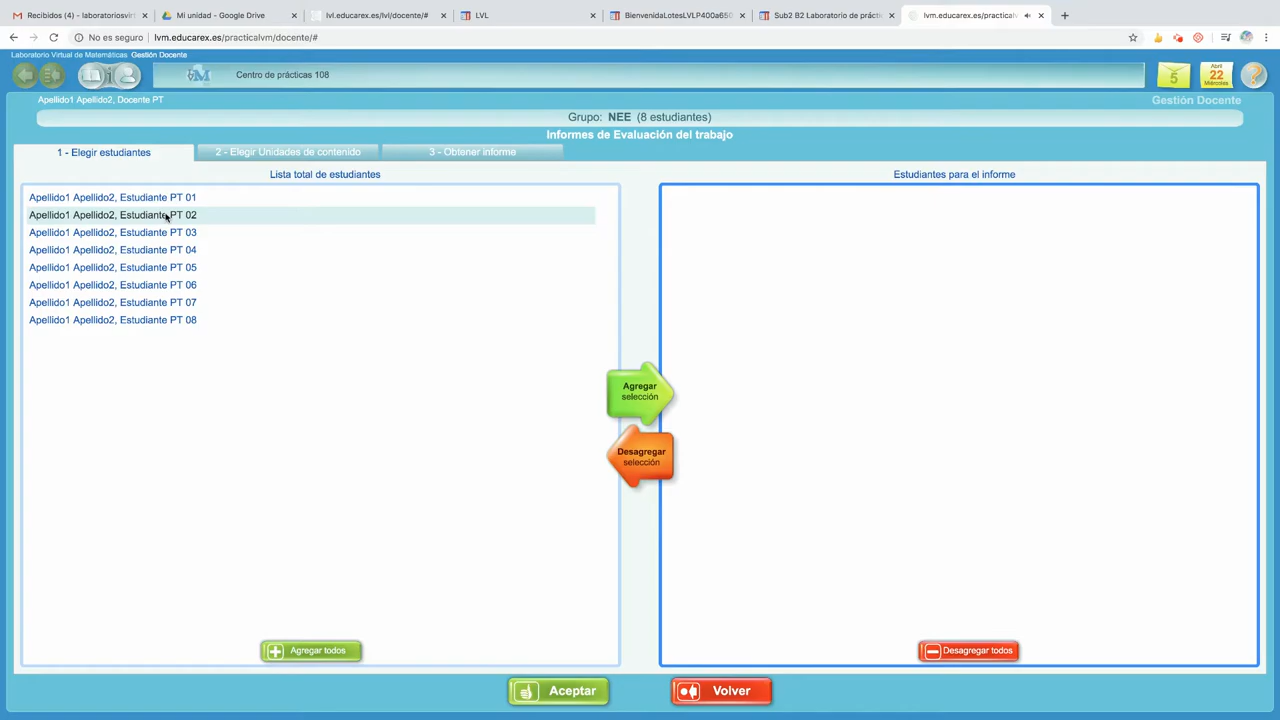 Recibidos (4) - laboratoriosvirt
Mi unidad - Google Drive
lvl.educarex.es/lvl/docente/#
LVL
BienvenidaLotesLVLP400a650
Sub2 B2 Laboratorio de práctic
lvm.educarex.es/practicalvm
No es seguro
lvm.educarex.es/practicalvm/docente/#
Laboratorio Virtual de Matemáticas Gestión Docente
Centro de prácticas 108
5
Abril
22
Miércoles
?
Apellido1 Apellido2, Docente PT
Gestión Docente
Grupo: NEE (8 estudiantes)
Informes de Evaluación del trabajo
1 - Elegir estudiantes
2 - Elegir Unidades de contenido
3 - Obtener informe
Lista total de estudiantes
Estudiantes para el informe
Apellido1 Apellido2, Estudiante PT 01
Apellido1 Apellido2, Estudiante PT 02
Apellido1 Apellido2, Estudiante PT 03
Apellido1 Apellido2, Estudiante PT 04
Apellido1 Apellido2, Estudiante PT 05
Apellido1 Apellido2, Estudiante PT 06
Apellido1 Apellido2, Estudiante PT 07
Apellido1 Apellido2, Estudiante PT 08
Agregar
selección
Desagregar
selección
Agregar todos
Desagregar todos
Aceptar
Volver